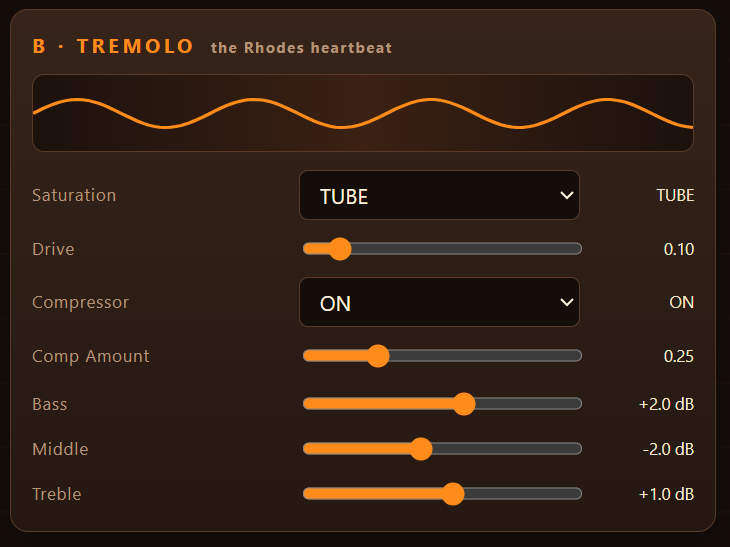 B · TREMOLO the Rhodes heartbeat
Saturation TUBE TUBE
Drive 0.10
Compressor ON ON
Comp Amount 0.25
Bass +2.0 dB
Middle -2.0 dB
Treble +1.0 dB